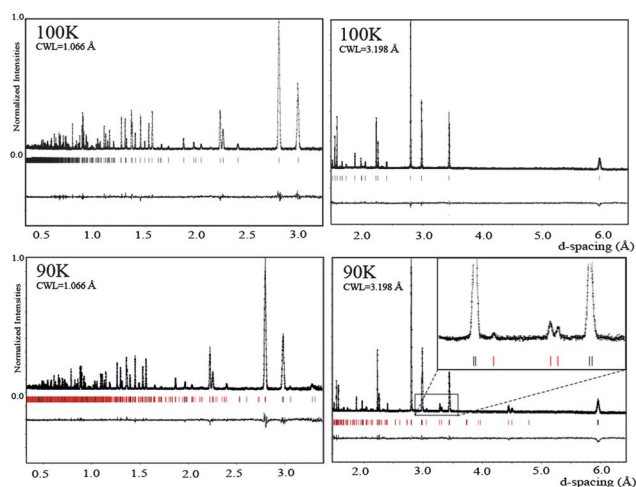 1.0
100K
CWL=1.066 Å
Normalized Intensities
0.0
0.5 1.0 1.5 2.0 2.5 3.0
100K
CWL=3.198 Å
2.0 3.0 4.0 5.0 6.0
d-spacing (Å)
1.0
90K
CWL=1.066 Å
Normalized Intensities
0.0
0.5 1.0 1.5 2.0 2.5 3.0
90K
CWL=3.198 Å
2.0 3.0 4.0 5.0 6.0
d-spacing (Å)